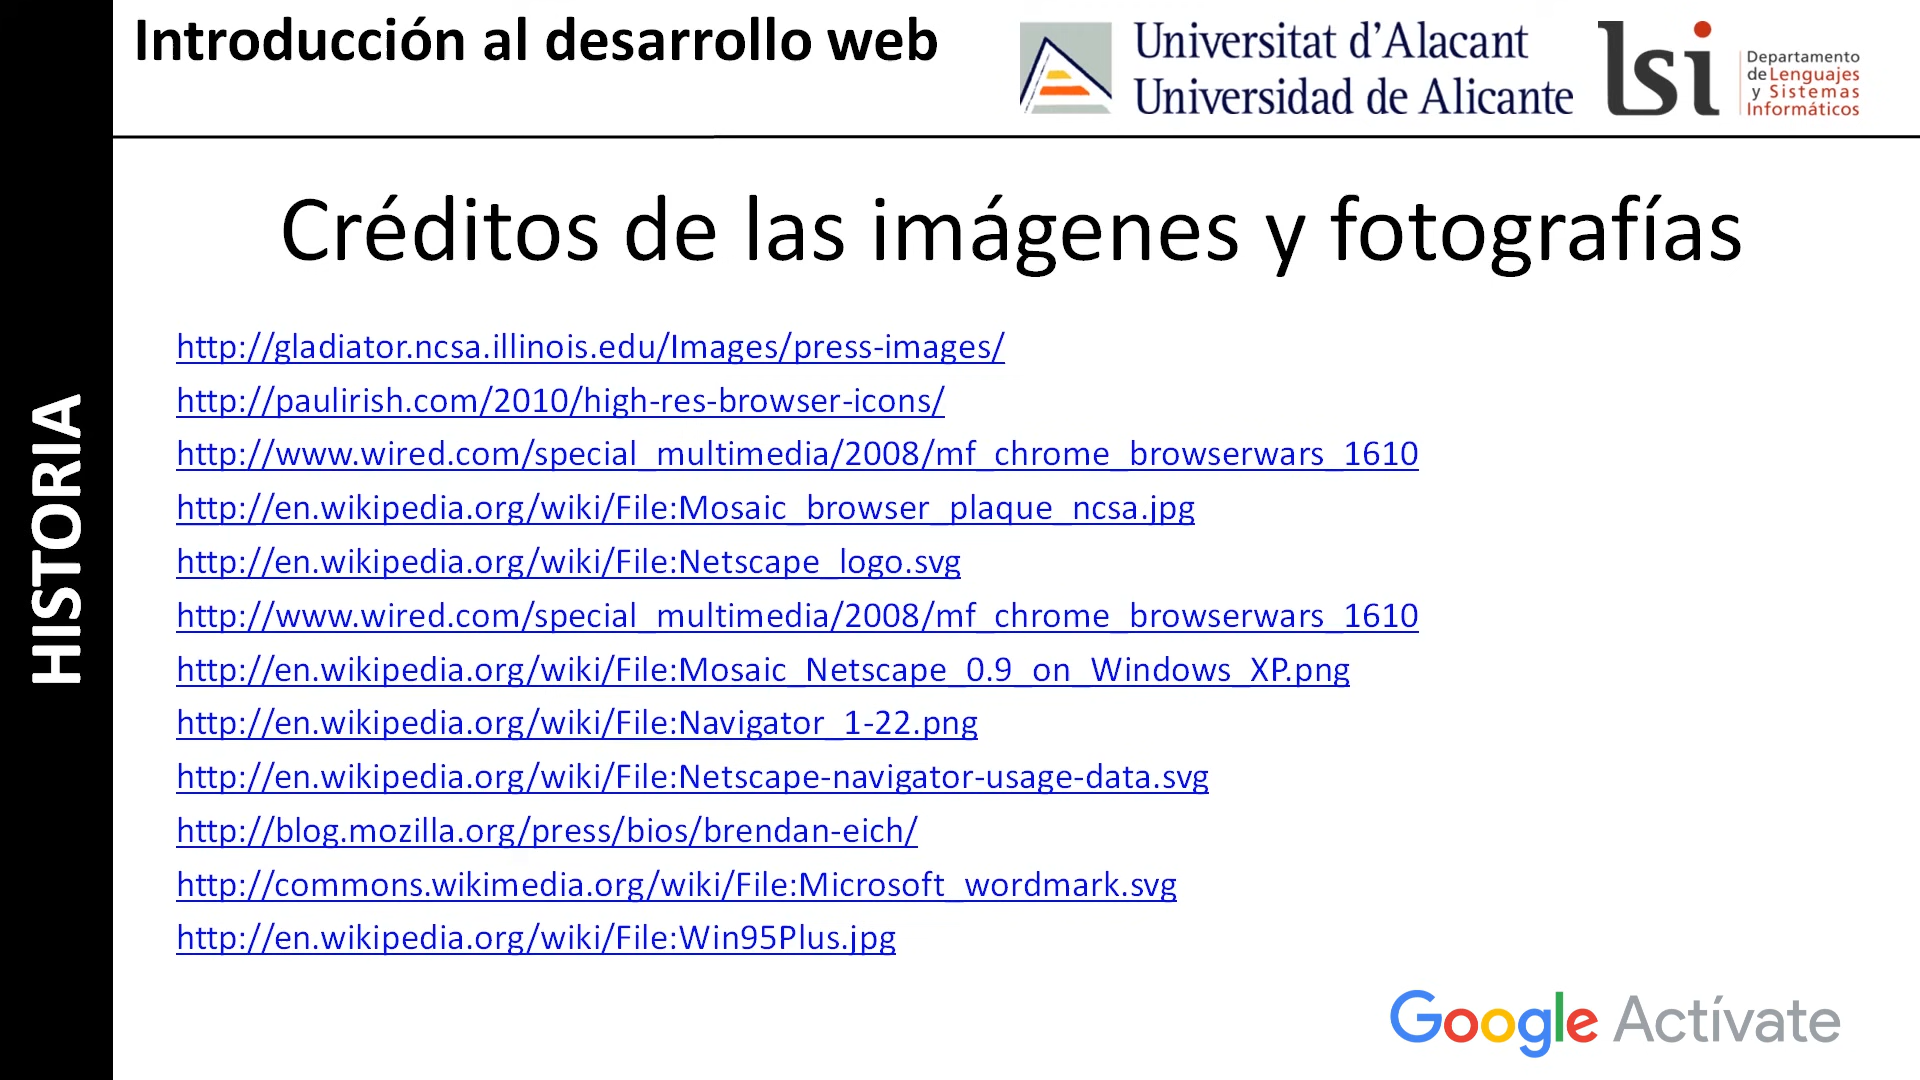 Introducción al desarrollo web
Universitat d'Alacant
Universidad de Alicante
lsi
Departamento
de Lenguajes
y Sistemas
Informáticos
HISTORIA
Créditos de las imágenes y fotografías
http://gladiator.ncsa.illinois.edu/Images/press-images/
http://paulirish.com/2010/high-res-browser-icons/
http://www.wired.com/special_multimedia/2008/mf_chrome_browserwars_1610
http://en.wikipedia.org/wiki/File:Mosaic_browser_plaque_ncsa.jpg
http://en.wikipedia.org/wiki/File:Netscape_logo.svg
http://www.wired.com/special_multimedia/2008/mf_chrome_browserwars_1610
http://en.wikipedia.org/wiki/File:Mosaic_Netscape_0.9_on_Windows_XP.png
http://en.wikipedia.org/wiki/File:Navigator_1-22.png
http://en.wikipedia.org/wiki/File:Netscape-navigator-usage-data.svg
http://blog.mozilla.org/press/bios/brendan-eich/
http://commons.wikimedia.org/wiki/File:Microsoft_wordmark.svg
http://en.wikipedia.org/wiki/File:Win95Plus.jpg
Google Actívate